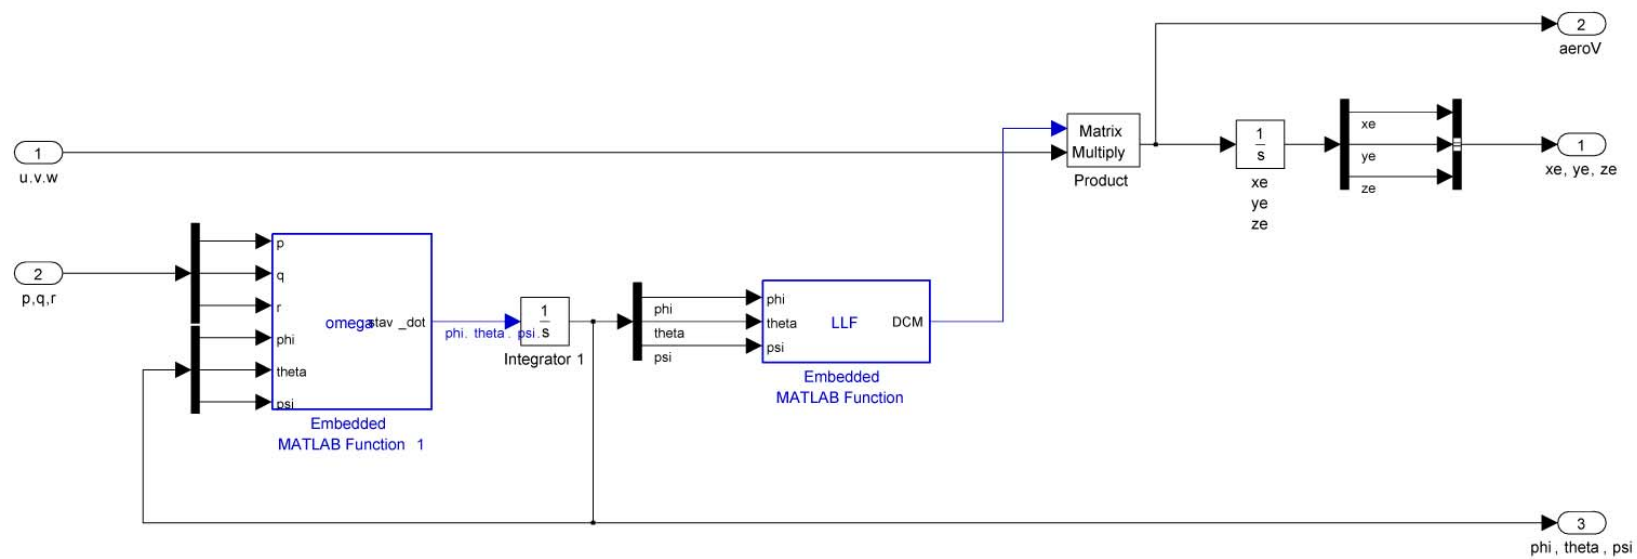 2
aeroV
1
u.v.w
Matrix
Multiply
Product
1
s
xe
ye
ze
xe
ye
ze
1
xe, ye, ze
2
p,q,r
p
q
r
phi
theta
psi
omega
stav _dot
Embedded
MATLAB Function 1
phi. theta. psi.
1
s
Integrator 1
phi
theta
psi
phi
theta
psi
LLF
DCM
Embedded
MATLAB Function
3
phi, theta, psi